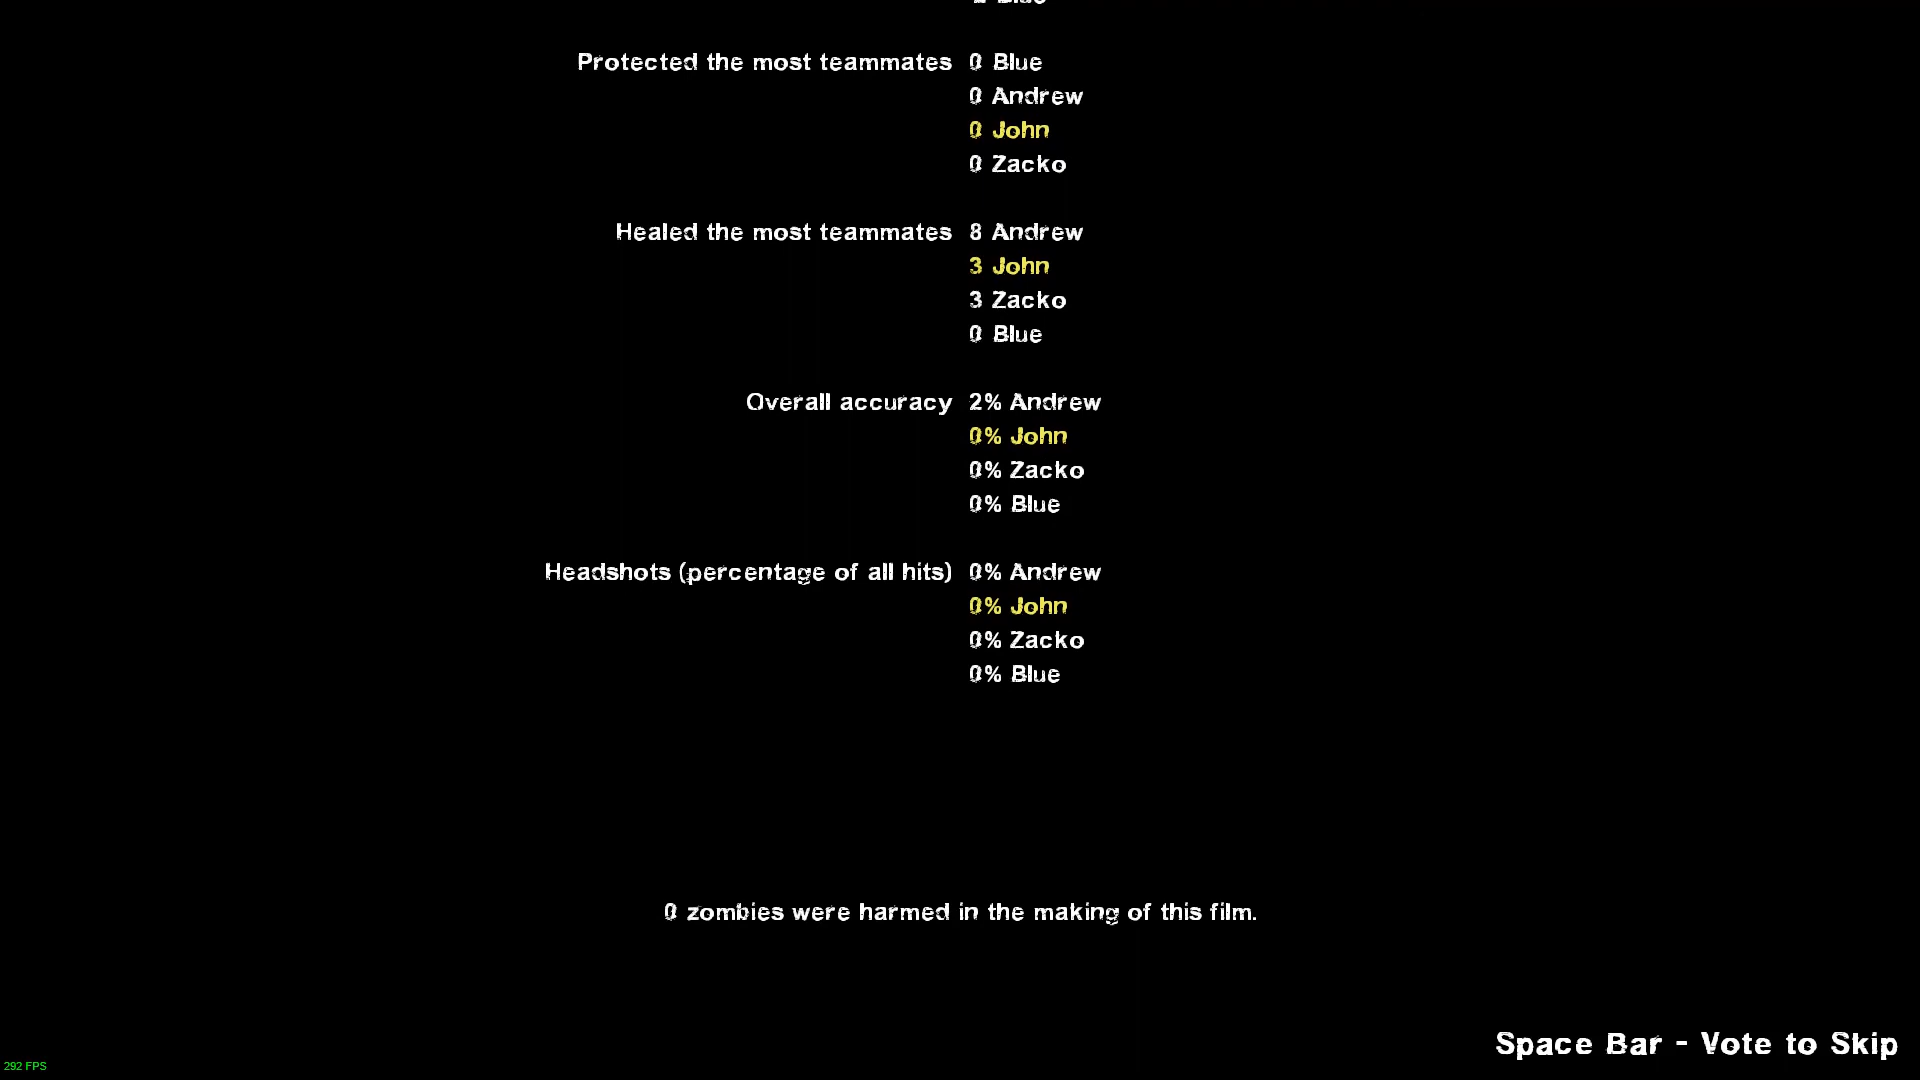 Protected the most teammates 0 Blue
0 Andrew
0 John
0 Zacko
Healed the most teammates 8 Andrew
3 John
3 Zacko
0 Blue
Overall accuracy 2% Andrew
0% John
0% Zacko
0% Blue
Headshots (percentage of all hits) 0% Andrew
0% John
0% Zacko
0% Blue
0 zombies were harmed in the making of this film.
Space Bar - Vote to Skip
292 FPS